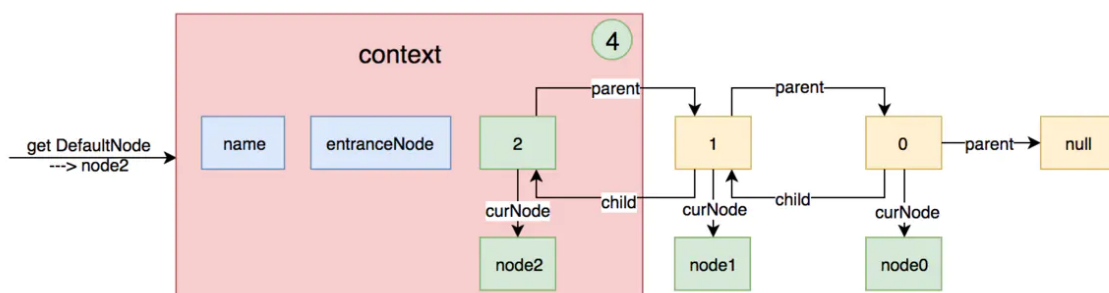 4
context
parent
parent
get DefaultNode
---> node2
name
entranceNode
2
1
0
parent
null
child
child
curNode
curNode
curNode
node2
node1
node0